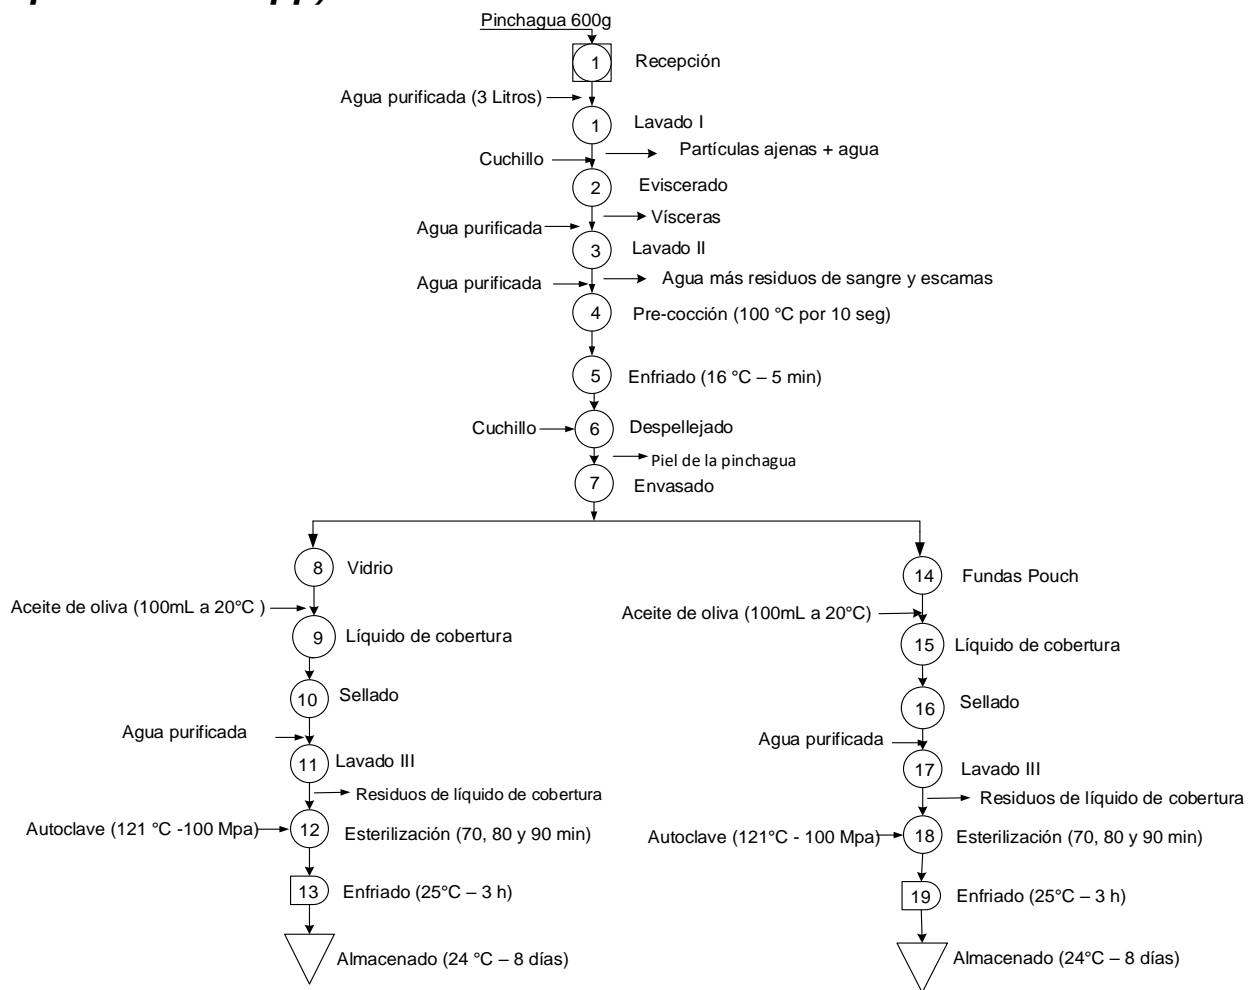 Pinchagua 600g
1 Recepción
Agua purificada (3 Litros)
1 Lavado I
Partículas ajenas + agua
Cuchillo
2 Eviscerado
Vísceras
Agua purificada
3 Lavado II
Agua más residuos de sangre y escamas
Agua purificada
4 Pre-cocción (100 °C por 10 seg)
5 Enfriado (16 °C – 5 min)
Cuchillo
6 Despellejado
Piel de la pinchagua
7 Envasado
8 Vidrio
Aceite de oliva (100mL a 20°C )
9 Líquido de cobertura
10 Sellado
Agua purificada
11 Lavado III
Residuos de líquido de cobertura
Autoclave (121 °C -100 Mpa)
12 Esterilización (70, 80 y 90 min)
13 Enfriado (25°C – 3 h)
Almacenado (24 °C – 8 días)
14 Fundas Pouch
Aceite de oliva (100mL a 20°C)
15 Líquido de cobertura
16 Sellado
Agua purificada
17 Lavado III
Residuos de líquido de cobertura
Autoclave (121°C - 100 Mpa)
18 Esterilización (70, 80 y 90 min)
19 Enfriado (25°C – 3 h)
Almacenado (24°C – 8 días)